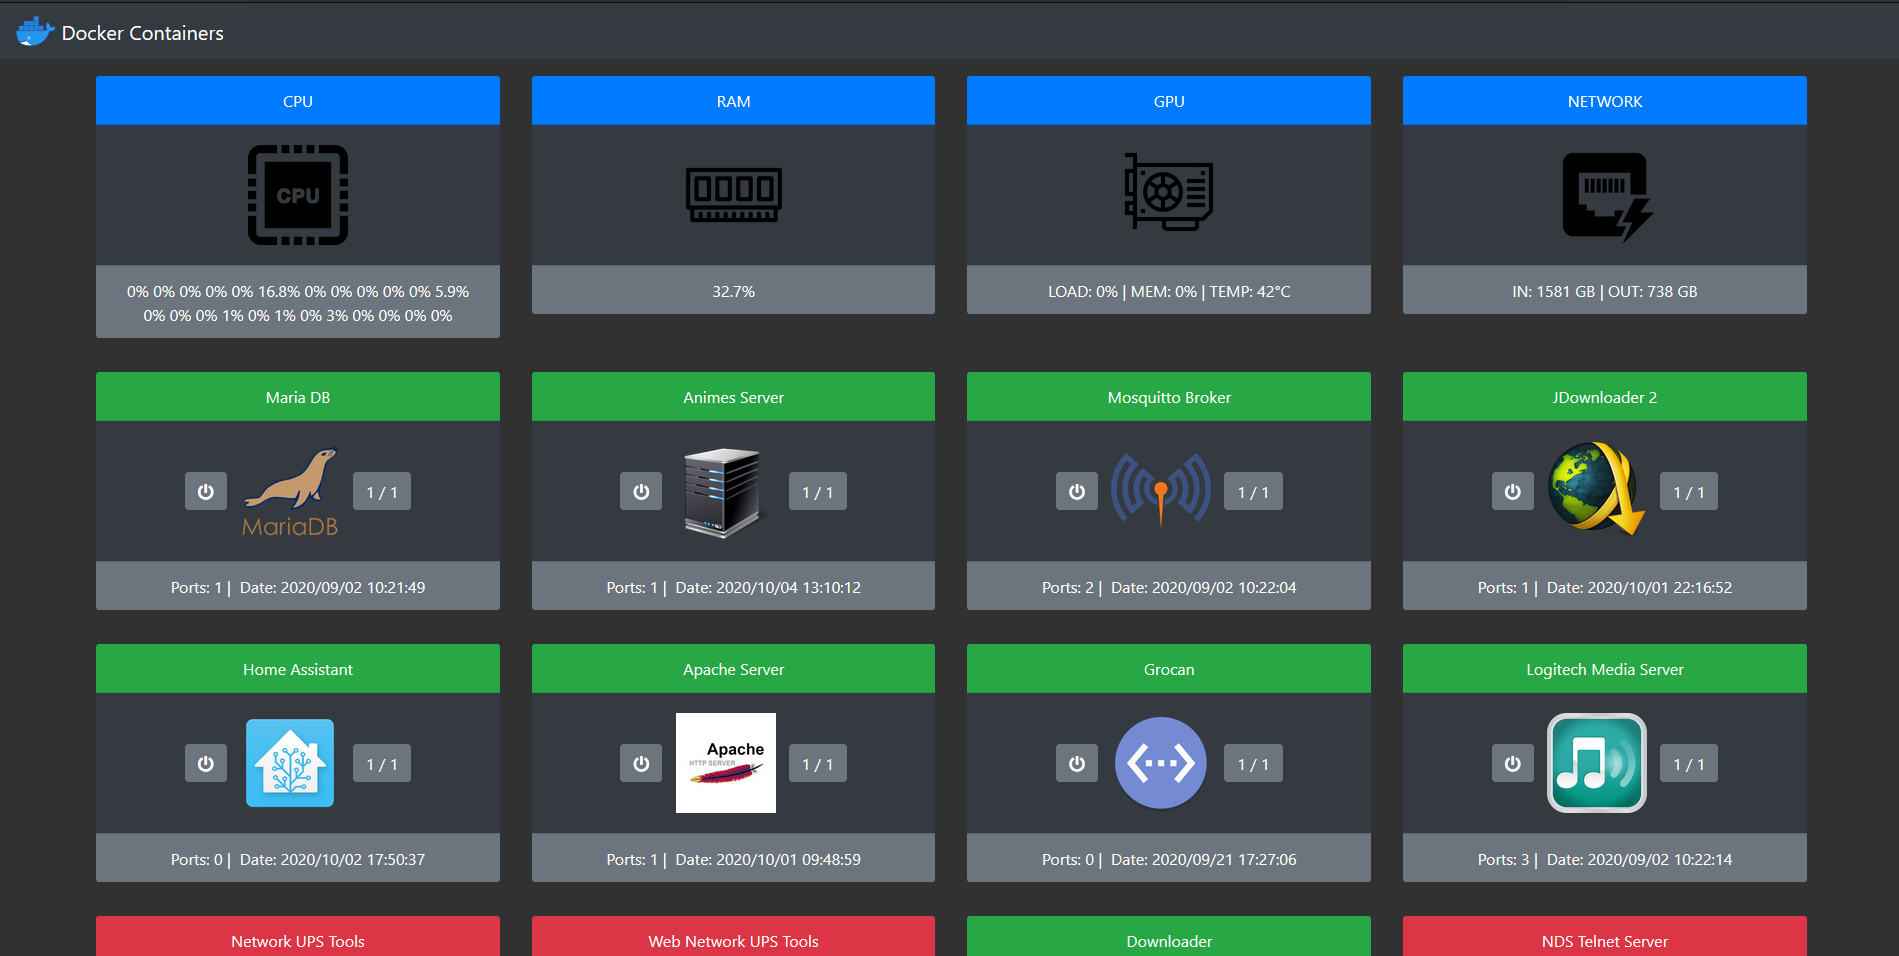 Docker Containers
CPU
RAM
GPU
NETWORK
CPU
0% 0% 0% 0% 0% 16.8% 0% 0% 0% 0% 0% 5.9%
0% 0% 0% 1% 0% 1% 0% 3% 0% 0% 0% 0%
32.7%
LOAD: 0% | MEM: 0% | TEMP: 42°C
IN: 1581 GB | OUT: 738 GB
Maria DB
Animes Server
Mosquitto Broker
JDownloader 2
MariaDB
1 / 1
1 / 1
1 / 1
1 / 1
Ports: 1 | Date: 2020/09/02 10:21:49
Ports: 1 | Date: 2020/10/04 13:10:12
Ports: 2 | Date: 2020/09/02 10:22:04
Ports: 1 | Date: 2020/10/01 22:16:52
Home Assistant
Apache Server
Grocan
Logitech Media Server
1 / 1
Apache
HTTP SERVER
1 / 1
1 / 1
1 / 1
Ports: 0 | Date: 2020/10/02 17:50:37
Ports: 1 | Date: 2020/10/01 09:48:59
Ports: 0 | Date: 2020/09/21 17:27:06
Ports: 3 | Date: 2020/09/02 10:22:14
Network UPS Tools
Web Network UPS Tools
Downloader
NDS Telnet Server